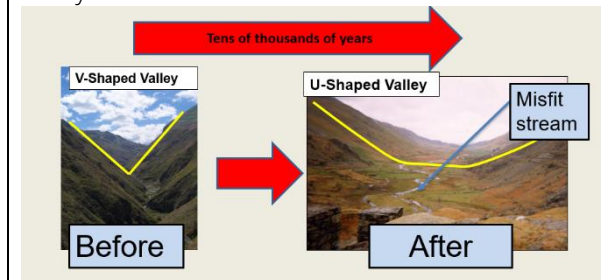 Tens of thousands of years
V-Shaped Valley
U-Shaped Valley
Misfit
stream
Before
After